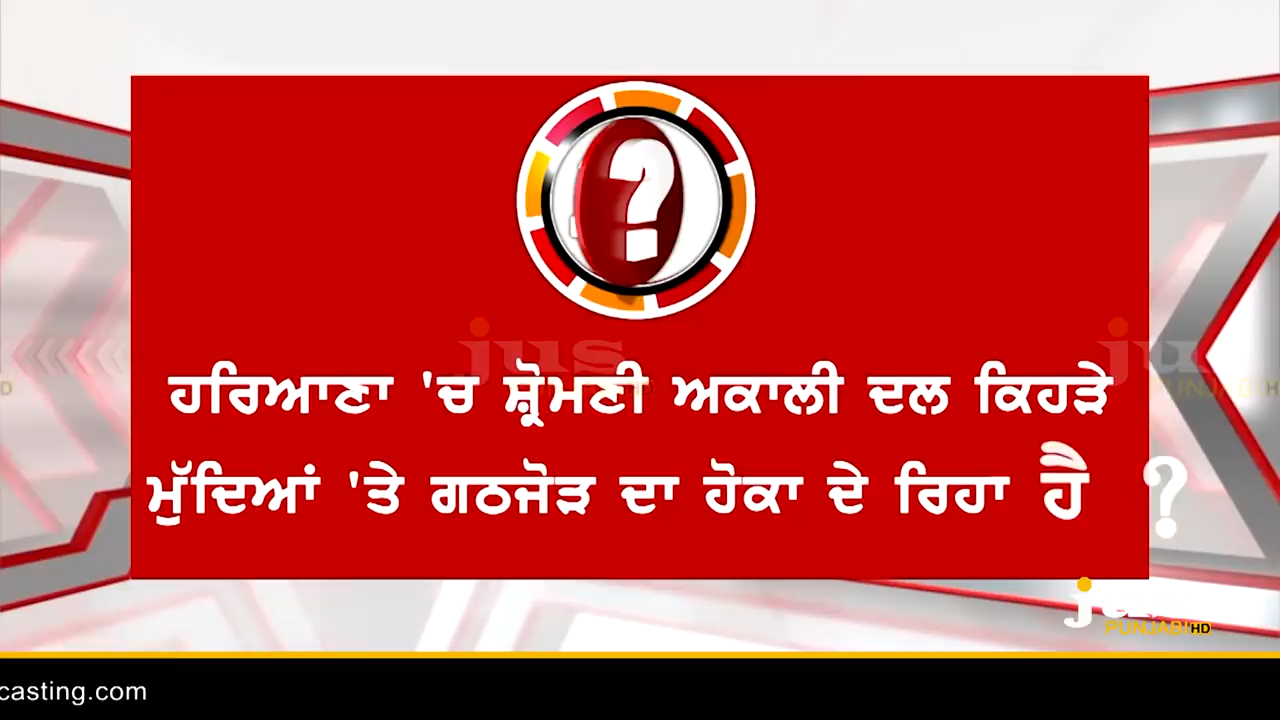 ਹਰਿਆਣਾ 'ਚ ਸ਼੍ਰੋਮਣੀ ਅਕਾਲੀ ਦਲ ਕਿਹੜੇ
ਮੁੱਦਿਆਂ 'ਤੇ ਗਠਜੋੜ ਦਾ ਹੋਕਾ ਦੇ ਰਿਹਾ ਹੈ ?
PUNJABI HD
casting.com